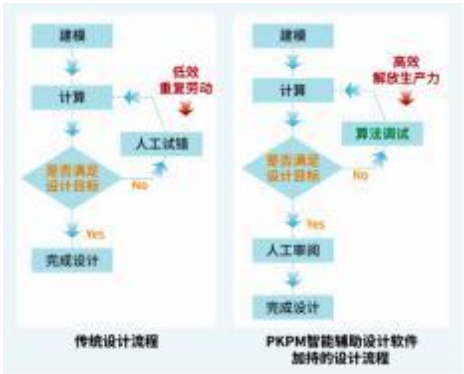 建模
计算
低效
重复劳动
人工试错
是否满足
设计目标
No
Yes
完成设计
传统设计流程
建模
计算
高效
解放生产力
算法调试
是否满足
设计目标
No
Yes
人工审阅
完成设计
PKPM智能辅助设计软件
加持的设计流程